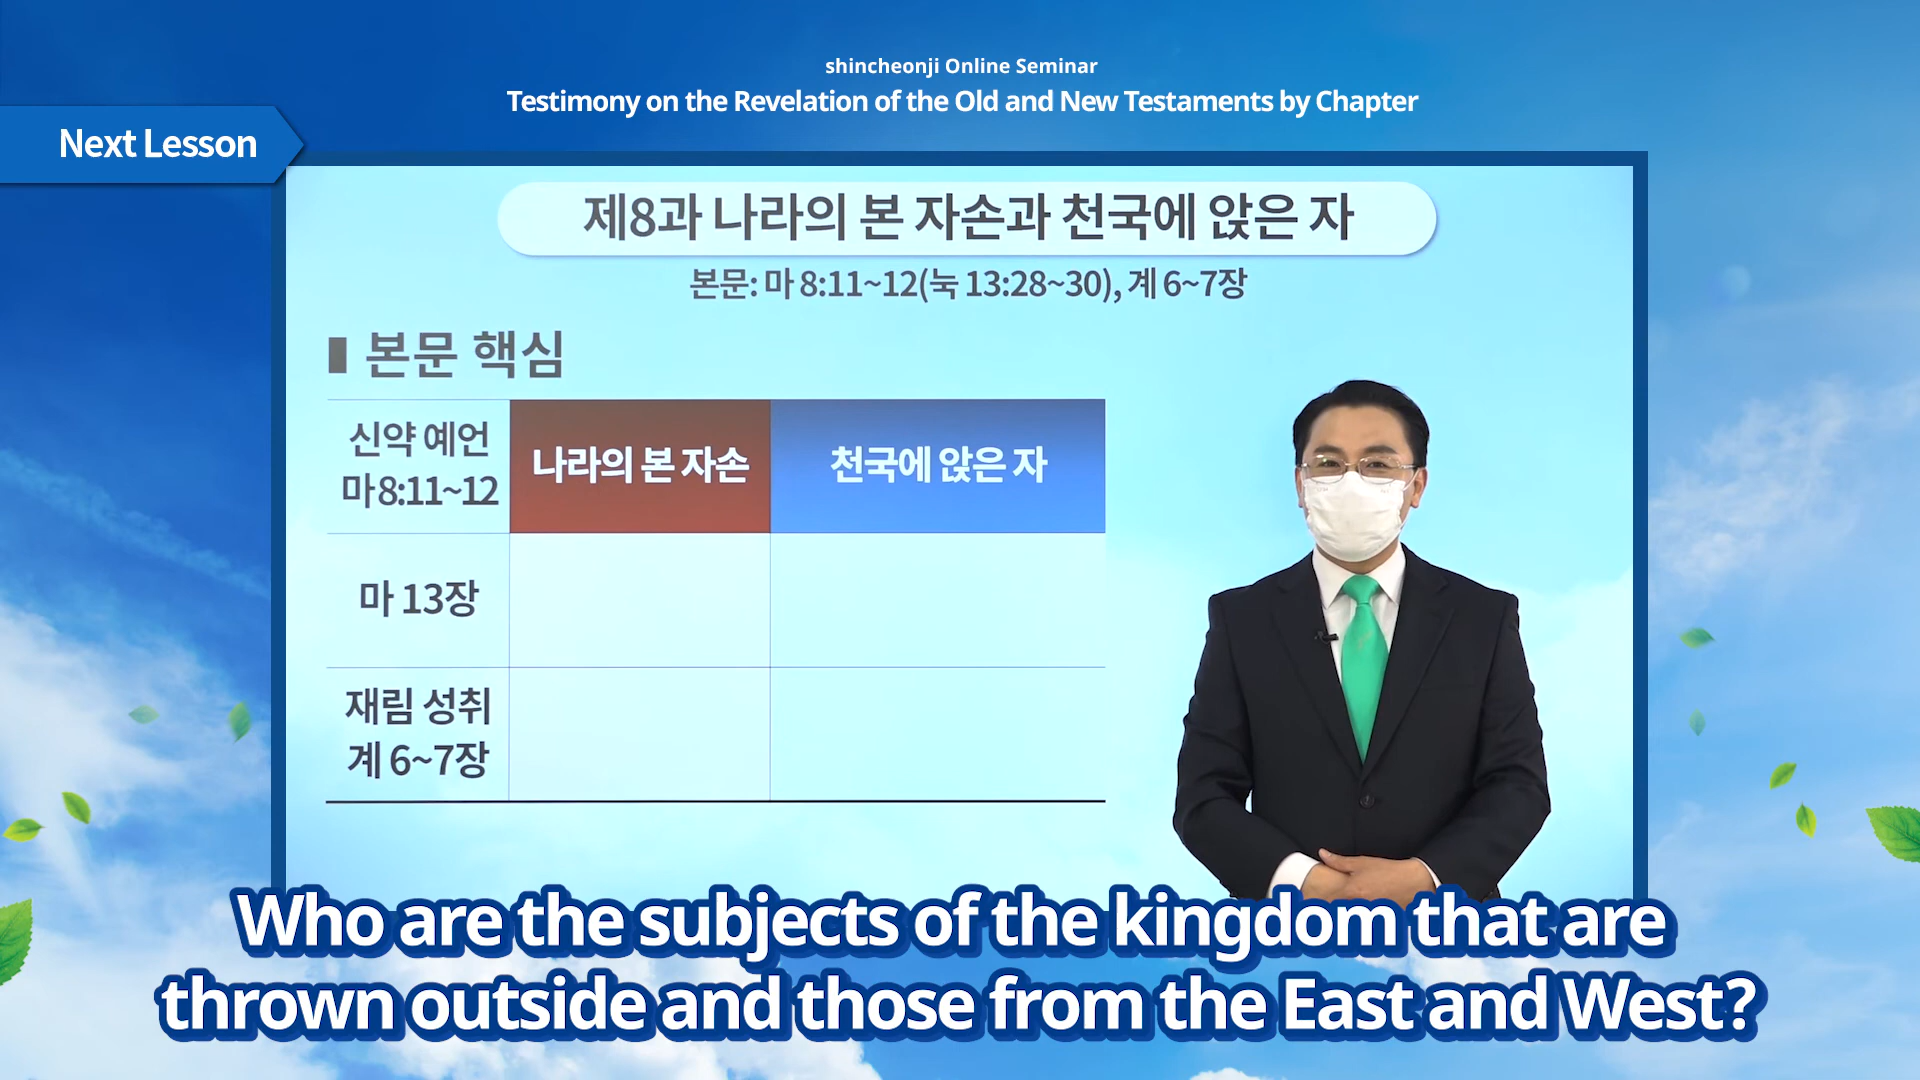 shincheonji Online Seminar
Testimony on the Revelation of the Old and New Testaments by Chapter
Next Lesson
제8과 나라의 본 자손과 천국에 앉은 자
본문: 마 8:11~12(눅 13:28~30), 계 6~7장
본문 핵심
신약 예언
마 8:11~12
나라의 본 자손
천국에 앉은 자
마 13장
재림 성취
계 6~7장
Who are the subjects of the kingdom that are
thrown outside and those from the East and West?